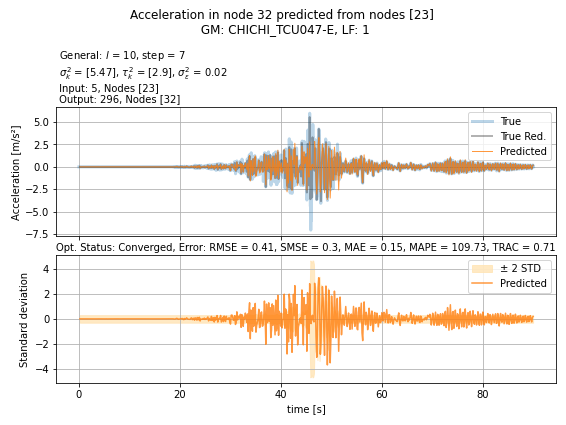 Acceleration in node 32 predicted from nodes [23]
GM: CHICHI_TCU047-E, LF: 1
General: l = 10, step = 7
σ²ₖ = [5.47], τ²ₖ = [2.9], σ²_ε = 0.02
Input: 5, Nodes [23]
Output: 296, Nodes [32]
5.0
2.5
0.0
−2.5
−5.0
−7.5
Acceleration [m/s²]
True
True Red.
Predicted
Opt. Status: Converged, Error: RMSE = 0.41, SMSE = 0.3, MAE = 0.15, MAPE = 109.73, TRAC = 0.71
4
2
0
−2
−4
Standard deviation
± 2 STD
Predicted
0 20 40 60 80
time [s]